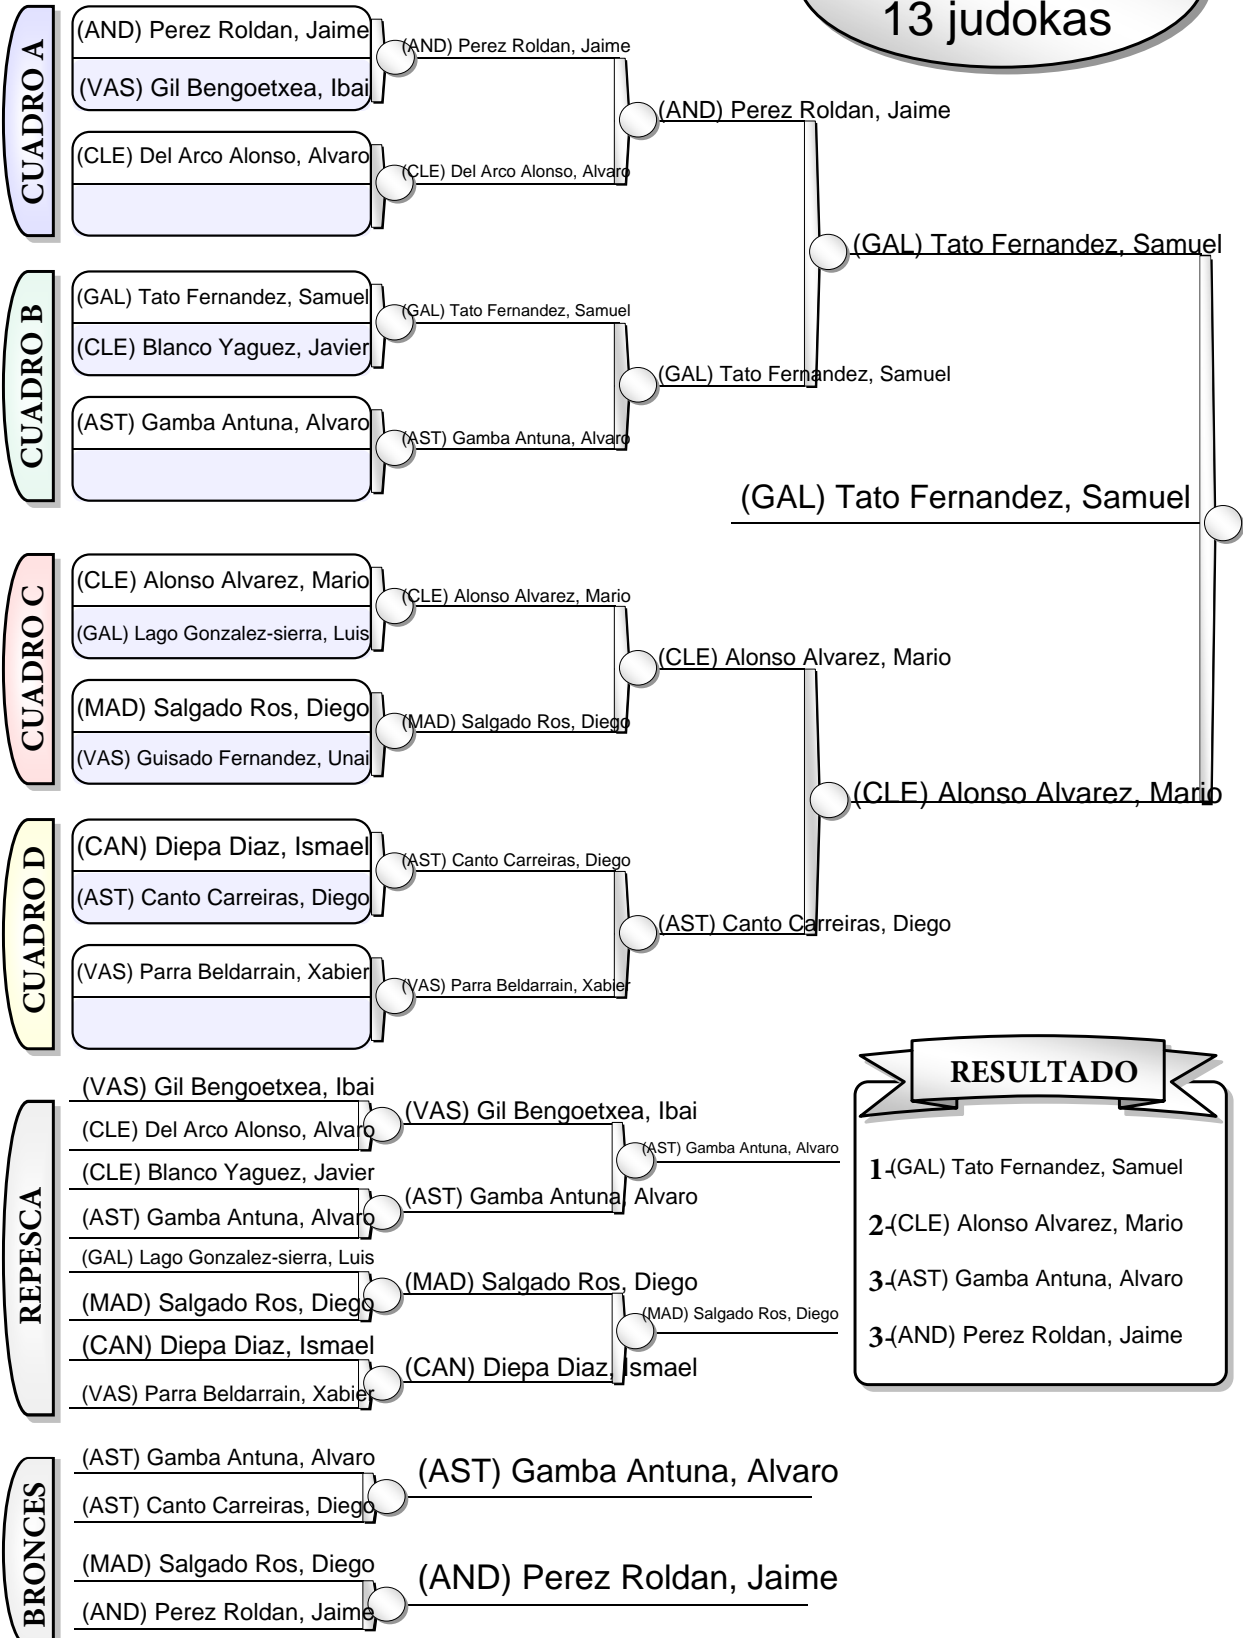 13 judokas
CUADRO A
(AND) Perez Roldan, Jaime
(VAS) Gil Bengoetxea, Ibai
(CLE) Del Arco Alonso, Alvaro
(AND) Perez Roldan, Jaime
(CLE) Del Arco Alonso, Alvaro
(AND) Perez Roldan, Jaime
(GAL) Tato Fernandez, Samuel
CUADRO B
(GAL) Tato Fernandez, Samuel
(CLE) Blanco Yaguez, Javier
(AST) Gamba Antuna, Alvaro
(GAL) Tato Fernandez, Samuel
(AST) Gamba Antuna, Alvaro
(GAL) Tato Fernandez, Samuel
(GAL) Tato Fernandez, Samuel
CUADRO C
(CLE) Alonso Alvarez, Mario
(GAL) Lago Gonzalez-sierra, Luis
(MAD) Salgado Ros, Diego
(VAS) Guisado Fernandez, Unai
(CLE) Alonso Alvarez, Mario
(MAD) Salgado Ros, Diego
(CLE) Alonso Alvarez, Mario
(CLE) Alonso Alvarez, Mario
CUADRO D
(CAN) Diepa Diaz, Ismael
(AST) Canto Carreiras, Diego
(VAS) Parra Beldarrain, Xabier
(AST) Canto Carreiras, Diego
(VAS) Parra Beldarrain, Xabier
(AST) Canto Carreiras, Diego
REPESCA
(VAS) Gil Bengoetxea, Ibai
(CLE) Del Arco Alonso, Alvaro
(CLE) Blanco Yaguez, Javier
(AST) Gamba Antuna, Alvaro
(GAL) Lago Gonzalez-sierra, Luis
(MAD) Salgado Ros, Diego
(CAN) Diepa Diaz, Ismael
(VAS) Parra Beldarrain, Xabier
(VAS) Gil Bengoetxea, Ibai
(AST) Gamba Antuna, Alvaro
(MAD) Salgado Ros, Diego
(CAN) Diepa Diaz, Ismael
(AST) Gamba Antuna, Alvaro
(MAD) Salgado Ros, Diego
RESULTADO
1-(GAL) Tato Fernandez, Samuel
2-(CLE) Alonso Alvarez, Mario
3-(AST) Gamba Antuna, Alvaro
3-(AND) Perez Roldan, Jaime
BRONCES
(AST) Gamba Antuna, Alvaro
(AST) Canto Carreiras, Diego
(MAD) Salgado Ros, Diego
(AND) Perez Roldan, Jaime
(AST) Gamba Antuna, Alvaro
(AND) Perez Roldan, Jaime